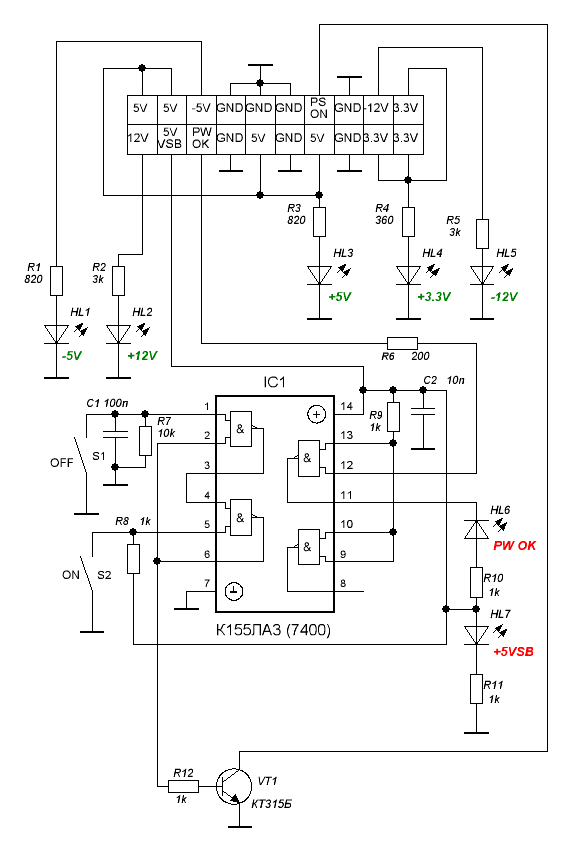 5V 5V -5V GND GND GND PS ON GND -12V 3.3V
12V 5V VSB PW OK GND 5V GND 5V GND 3.3V 3.3V
R3 820
R4 360
R5 3k
R1 820
R2 3k
HL3 +5V
HL4 +3.3V
HL5 -12V
HL1 -5V
HL2 +12V
R6 200
IC1
C2 10n
C1 100n
R7 10k
R9 1k
OFF S1
1 & 14
2 13
3 & 12
4 11
5 & 10
6 & 9
7 8
R8 1k
ON S2
HL6
PW OK
R10 1k
HL7
+5VSB
R11 1k
К155ЛАЗ (7400)
R12 1k
VT1
КТ315Б